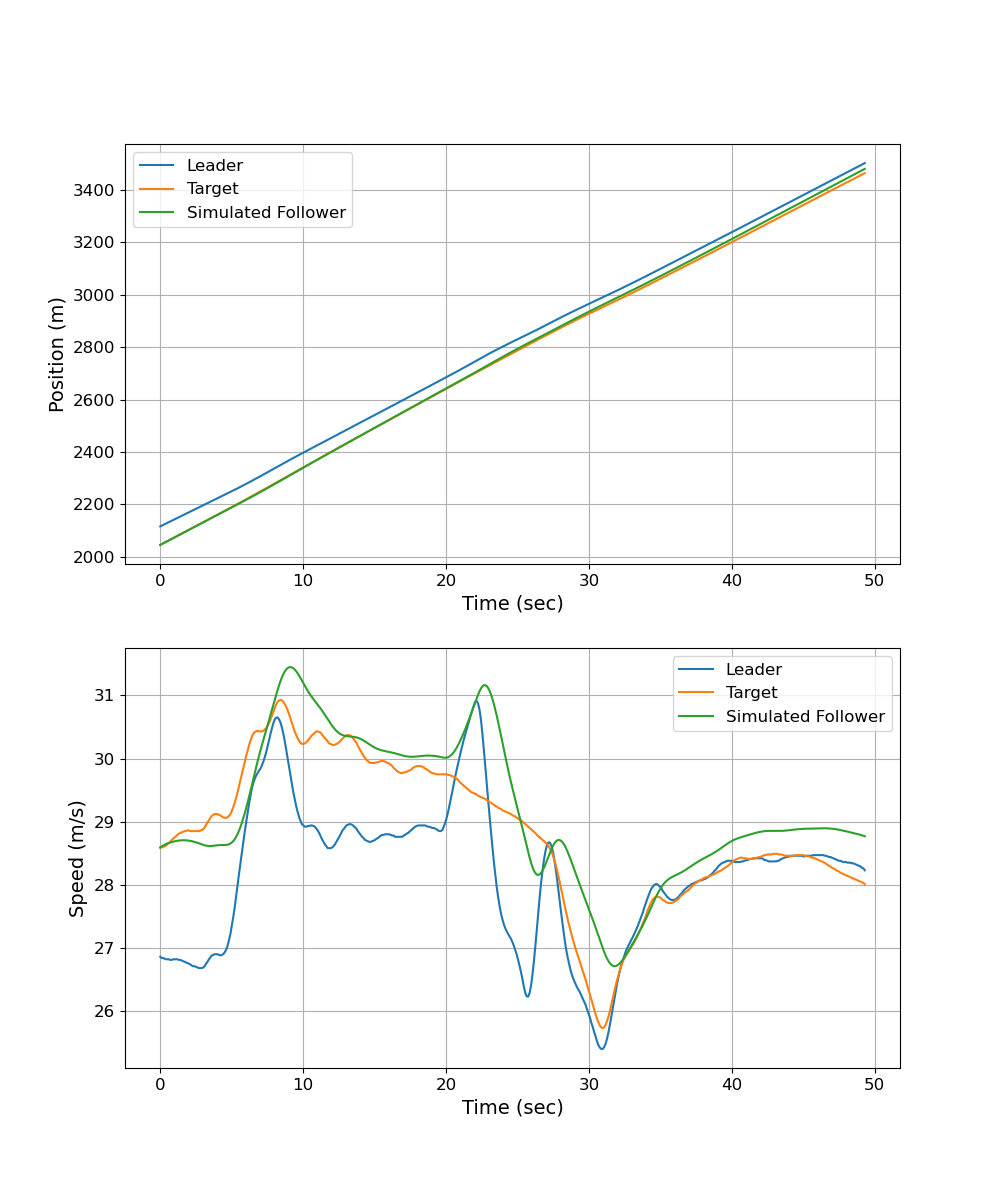 Leader
Target
Simulated Follower
3400
3200
3000
2800
2600
2400
2200
2000
Position (m)
0 10 20 30 40 50
Time (sec)
Leader
Target
Simulated Follower
31
30
29
28
27
26
Speed (m/s)
0 10 20 30 40 50
Time (sec)